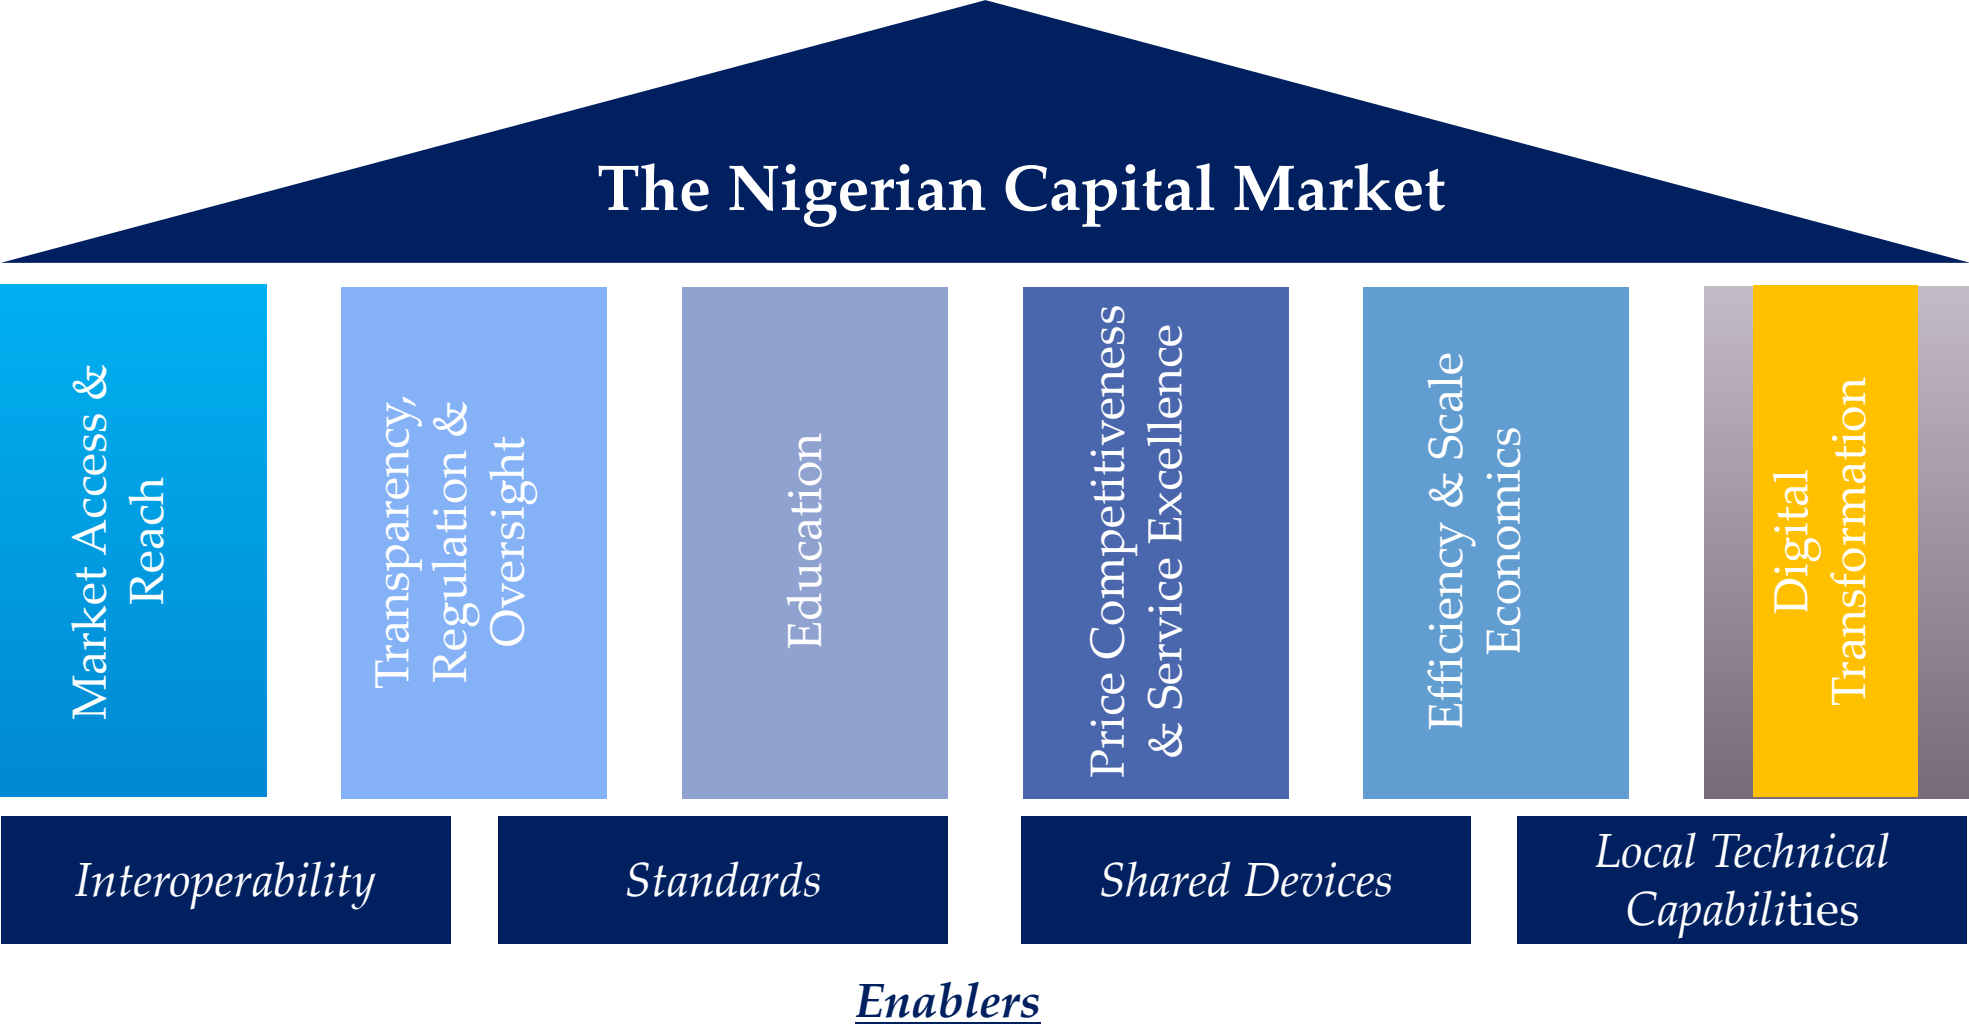 The Nigerian Capital Market
Market Access &
Reach
Transparency,
Regulation &
Oversight
Education
Price Competitiveness
& Service Excellence
Efficiency & Scale
Economics
Digital
Transformation
Interoperability
Standards
Shared Devices
Local Technical
Capabilities
Enablers